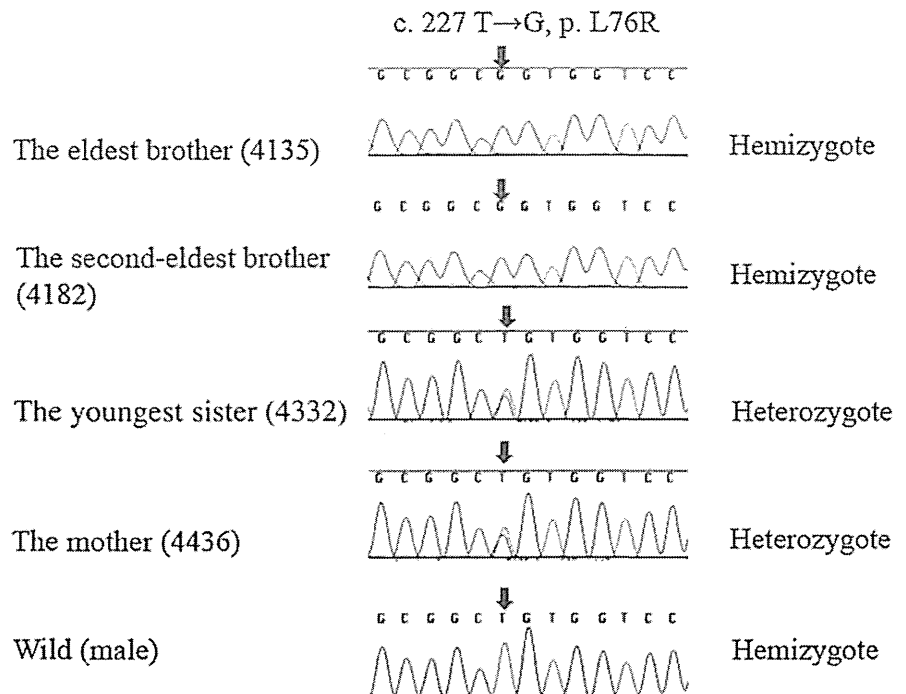 c. 227 T→G, p. L76R
G C G G C G G T G G T C C
The eldest brother (4135)
Hemizygote
G C G G C G G T G G T C C
The second-eldest brother
(4182)
Hemizygote
G C G G C T G T G G T C C
The youngest sister (4332)
Heterozygote
G C G G C T G T G G T C C
The mother (4436)
Heterozygote
G C G G C T G T G G T C C
Wild (male)
Hemizygote